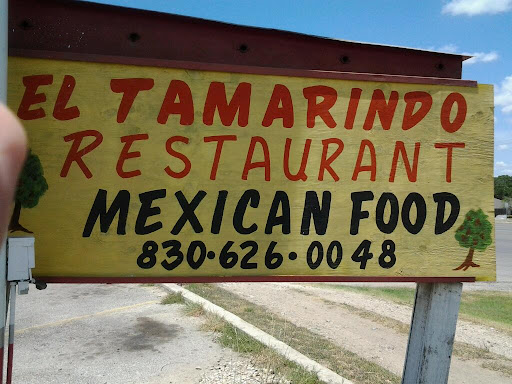 EL TAMARINDO
RESTAURANT
MEXICAN FOOD
830·626·0048